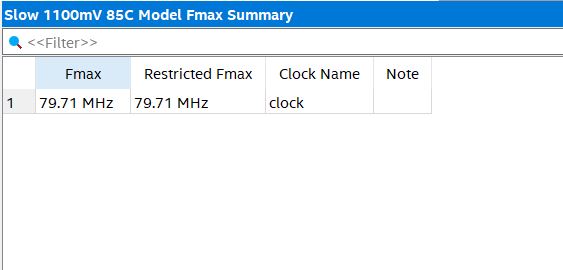 Slow 1100mV 85C Model Fmax Summary
<<Filter>>
Fmax Restricted Fmax Clock Name Note
1 79.71 MHz 79.71 MHz clock